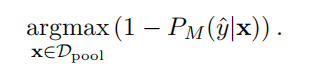 argmax (1 − P_M(ŷ|x)) .
x∈𝒟_pool